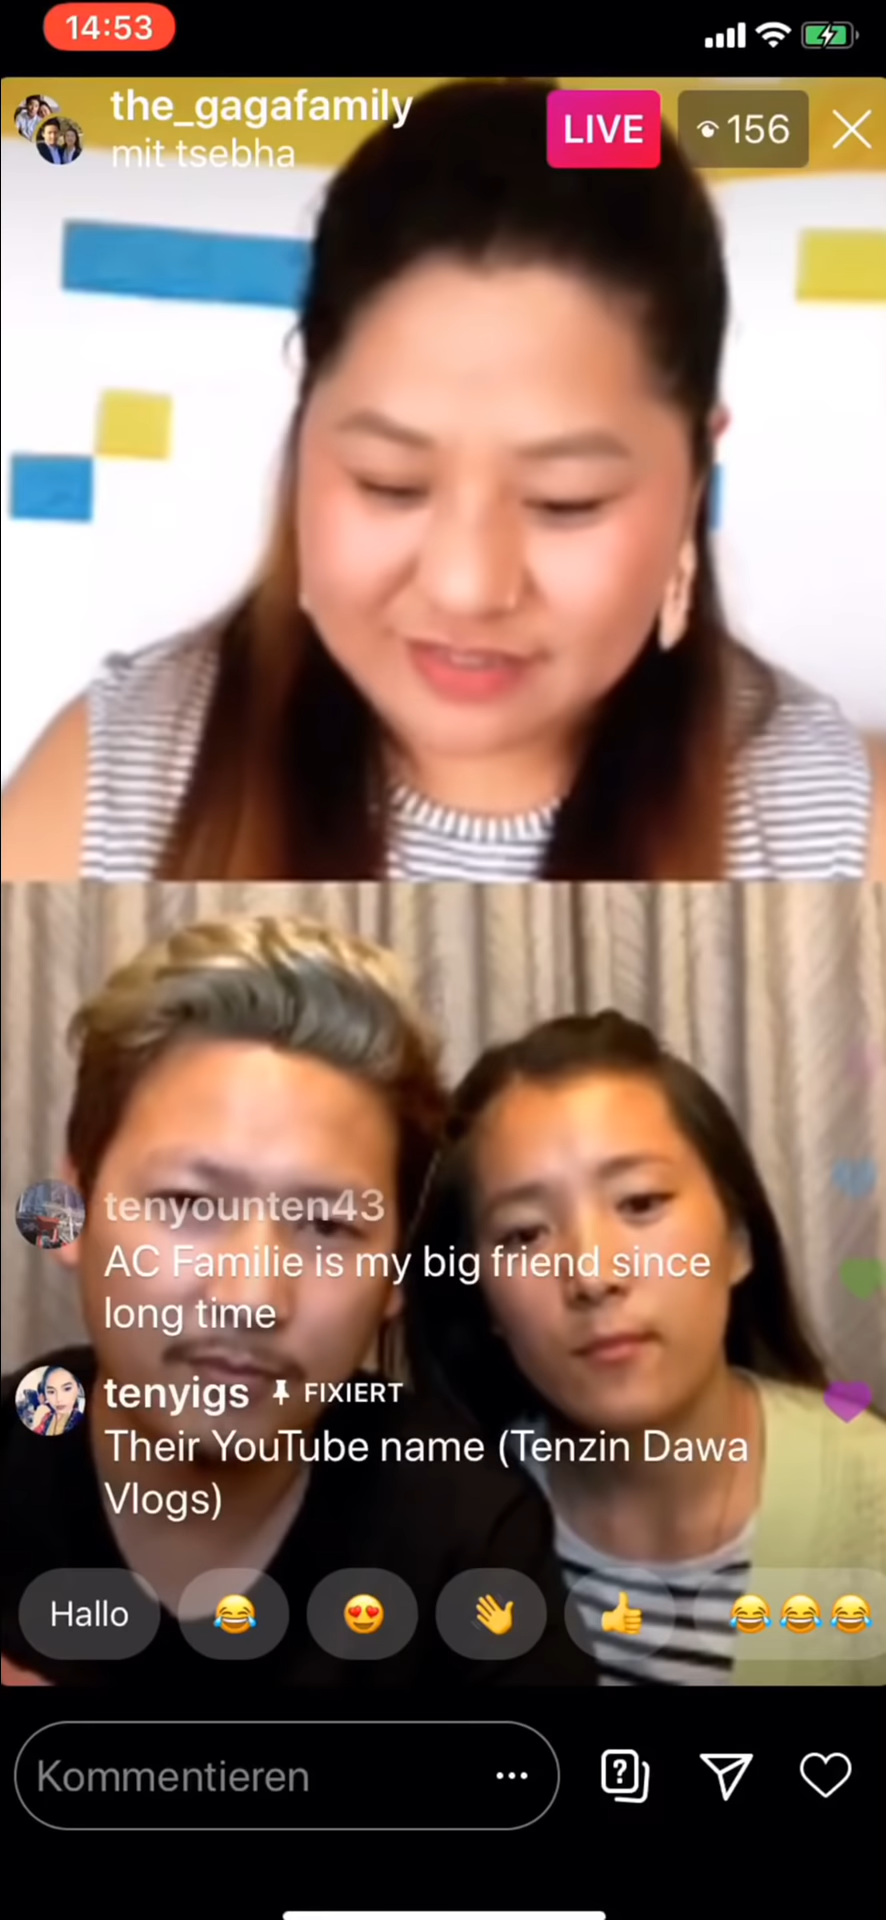 14:53
the_gagafamily
mit tsebha
LIVE
156
tenyounten43
AC Familie is my big friend since
long time
tenyigs FIXIERT
Their YouTube name (Tenzin Dawa
Vlogs)
Hallo
Kommentieren